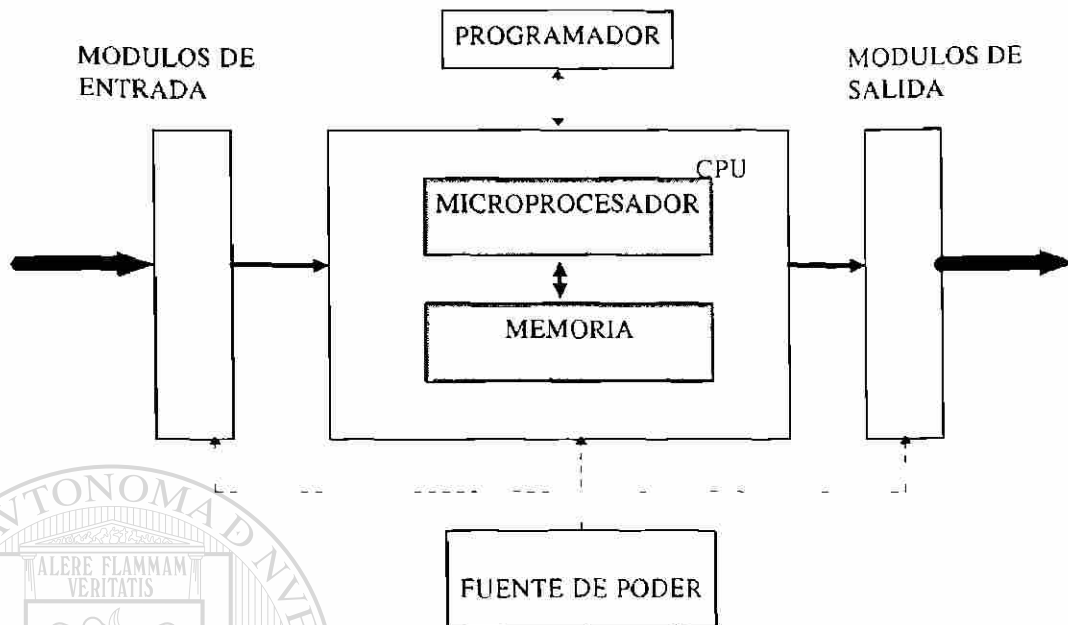 PROGRAMADOR
MODULOS DE
ENTRADA
MODULOS DE
SALIDA
CPU
MICROPROCESADOR
MEMORIA
FUENTE DE PODER
ALERE FLAMMAM
VERITATIS